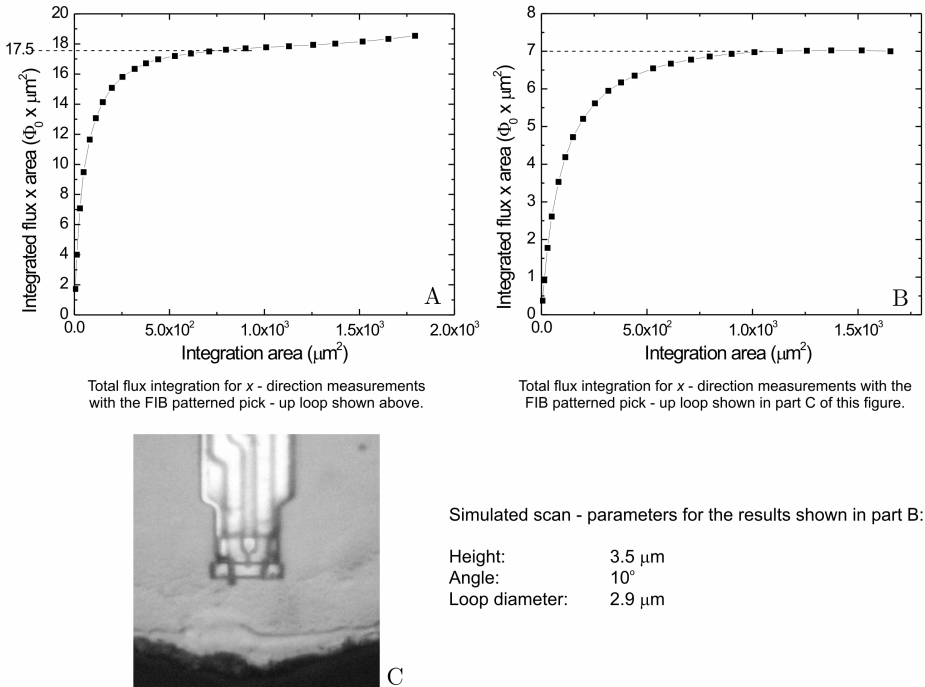 20
18
17.5
16
14
12
10
8
6
4
2
0
Integrated flux x area (Φ₀ x μm²)
0.0
5.0x10²
1.0x10³
1.5x10³
2.0x10³
Integration area (μm²)
A
Total flux integration for x - direction measurements
with the FIB patterned pick - up loop shown above.
8
7
6
5
4
3
2
1
0
Integrated flux x area (Φ₀ x μm²)
0.0
5.0x10²
1.0x10³
1.5x10³
Integration area (μm²)
B
Total flux integration for x - direction measurements with the
FIB patterned pick - up loop shown in part C of this figure.
C
Simulated scan - parameters for the results shown in part B:
Height: 3.5 μm
Angle: 10°
Loop diameter: 2.9 μm